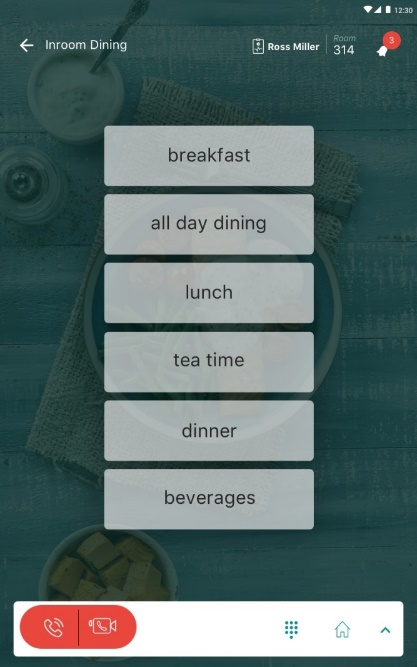 12:30
Inroom Dining
Ross Miller
Room
314
3
breakfast
all day dining
lunch
tea time
dinner
beverages